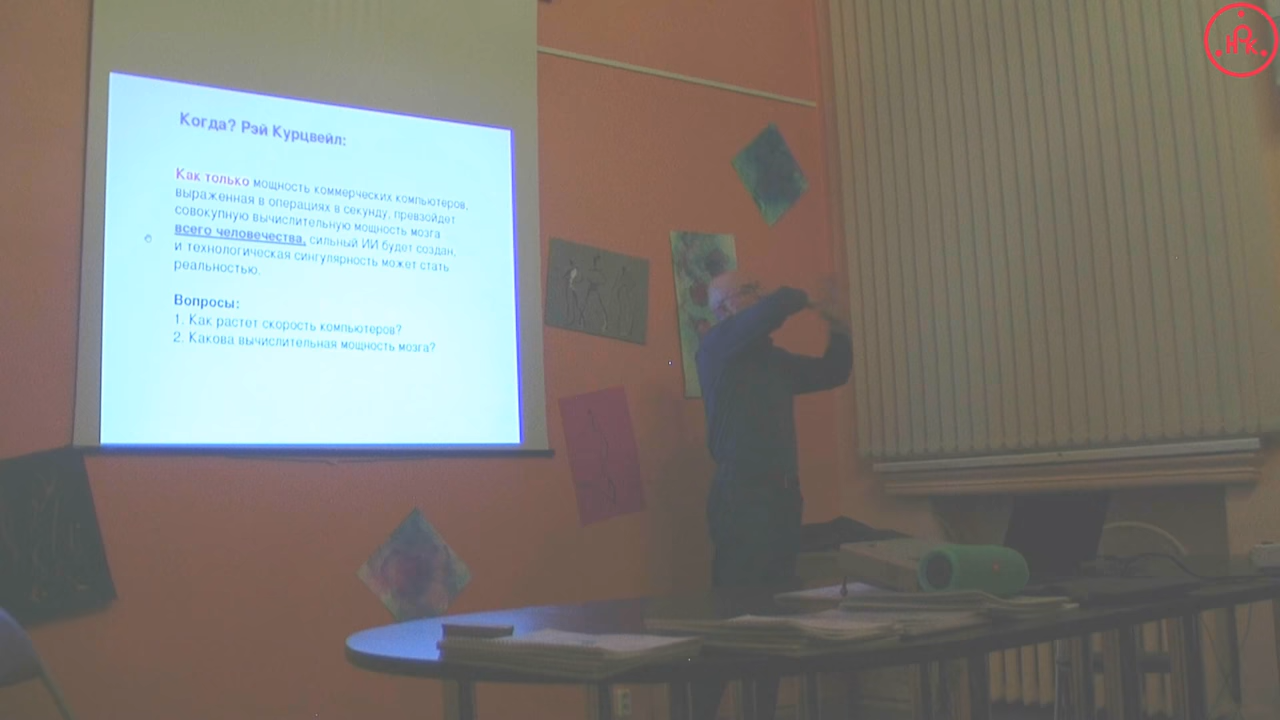 Когда? Рэй Курцвейл:
Как только мощность коммерческих компьютеров,
выраженная в операциях в секунду, превзойдет
совокупную вычислительную мощность мозга
всего человечества, сильный ИИ будет создан,
и технологическая сингулярность может стать
реальностью.
Вопросы:
1. Как растет скорость компьютеров?
2. Какова вычислительная мощность мозга?